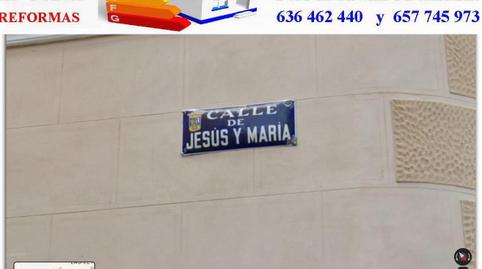 F
G
REFORMAS
636 462 440 y 657 745 973
CALLE
DE
JESÚS Y MARÍA